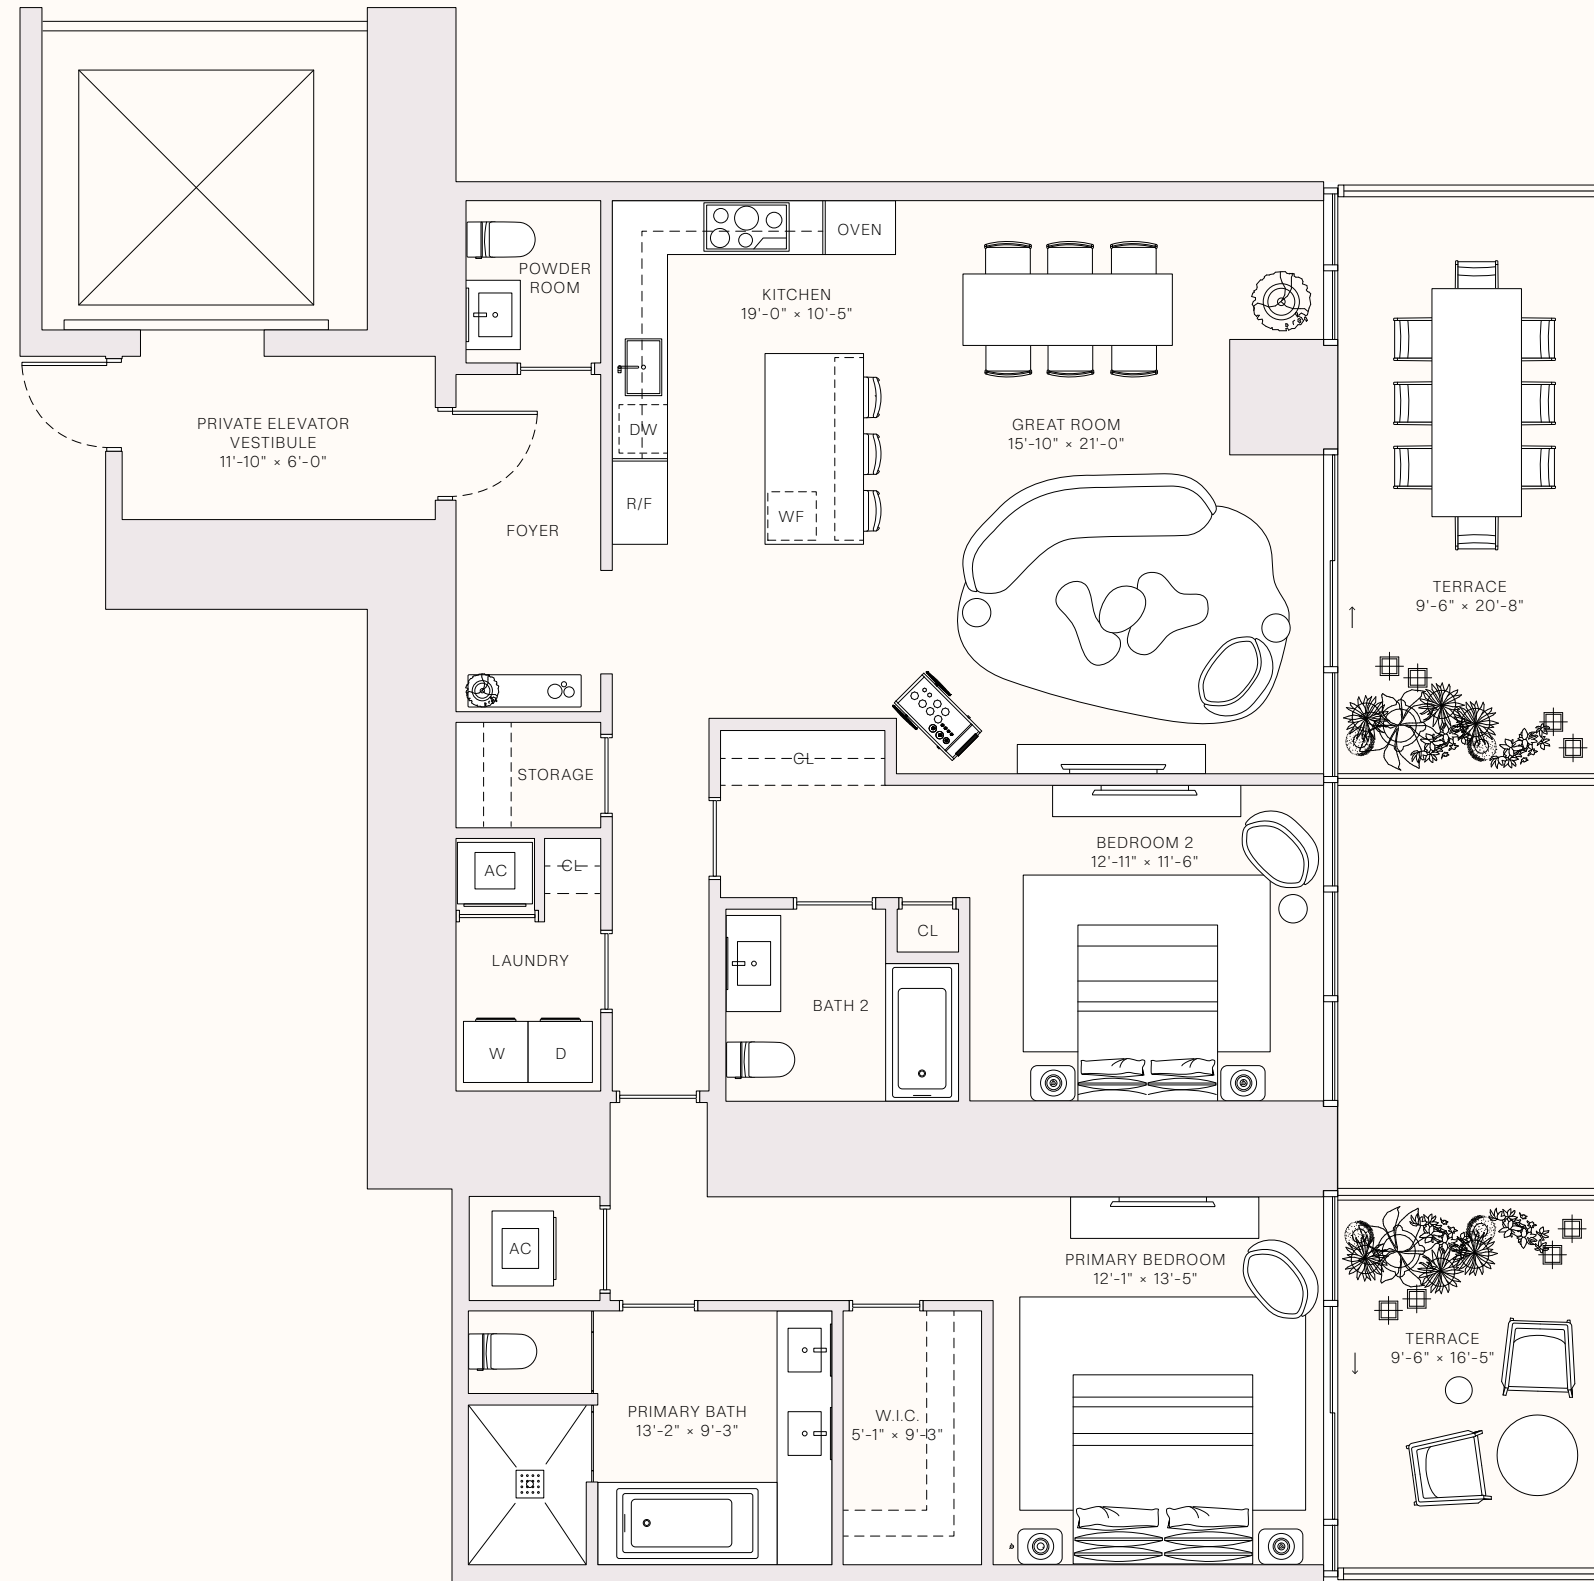 OVEN
POWDER
ROOM
KITCHEN
19'-0" × 10'-5"
PRIVATE ELEVATOR
VESTIBULE
11'-10" × 6'-0"
DW
GREAT ROOM
15'-10" × 21'-0"
R/F
WF
FOYER
TERRACE
9'-6" × 20'-8"
STORAGE
CL
BEDROOM 2
12'-11" × 11'-6"
AC
CL
CL
LAUNDRY
BATH 2
W
D
AC
PRIMARY BEDROOM
12'-1" × 13'-5"
TERRACE
9'-6" × 16'-5"
PRIMARY BATH
13'-2" × 9'-3"
W.I.C.
5'-1" × 9'-3"